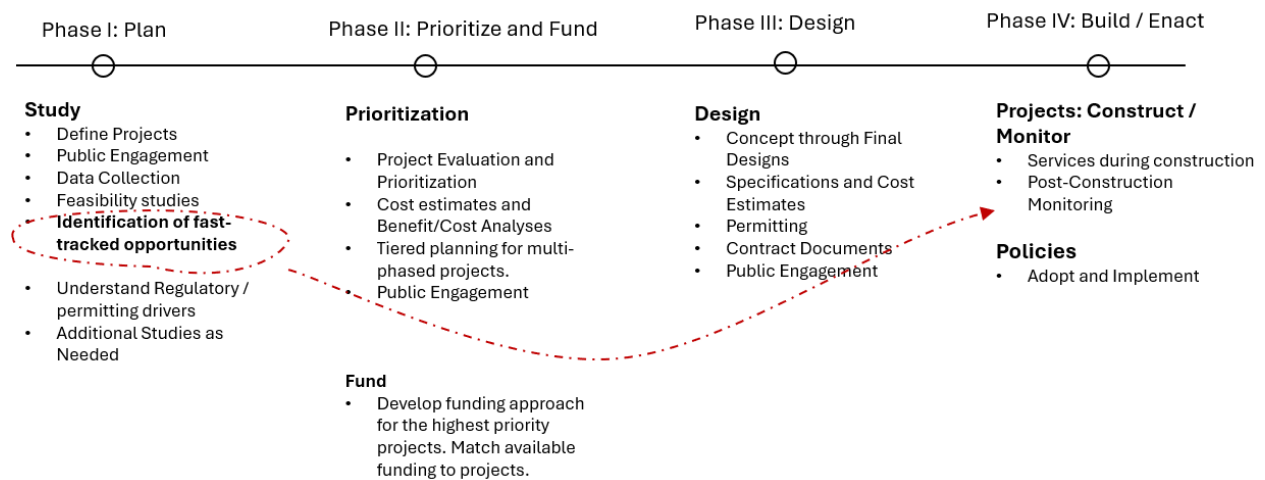 Phase I: Plan
Phase II: Prioritize and Fund
Phase III: Design
Phase IV: Build / Enact
Study
• Define Projects
• Public Engagement
• Data Collection
• Feasibility studies
• Identification of fast-
tracked opportunities
• Understand Regulatory /
permitting drivers
• Additional Studies as
Needed
Prioritization
• Project Evaluation and
Prioritization
• Cost estimates and
Benefit/Cost Analyses
• Tiered planning for multi-
phased projects.
• Public Engagement
Fund
• Develop funding approach
for the highest priority
projects. Match available
funding to projects.
Design
• Concept through Final
Designs
• Specifications and Cost
Estimates
• Permitting
• Contract Documents
• Public Engagement
Projects: Construct /
Monitor
• Services during construction
• Post-Construction
Monitoring
Policies
• Adopt and Implement